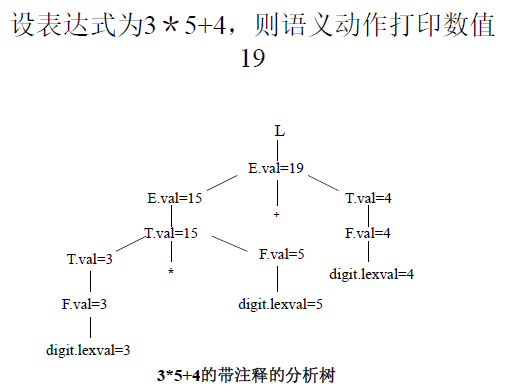 设表达式为3＊5+4，则语义动作打印数值
19
L
E.val=19
E.val=15
+
T.val=4
T.val=15
F.val=4
T.val=3
*
F.val=5
digit.lexval=4
F.val=3
digit.lexval=5
digit.lexval=3
3*5+4的带注释的分析树